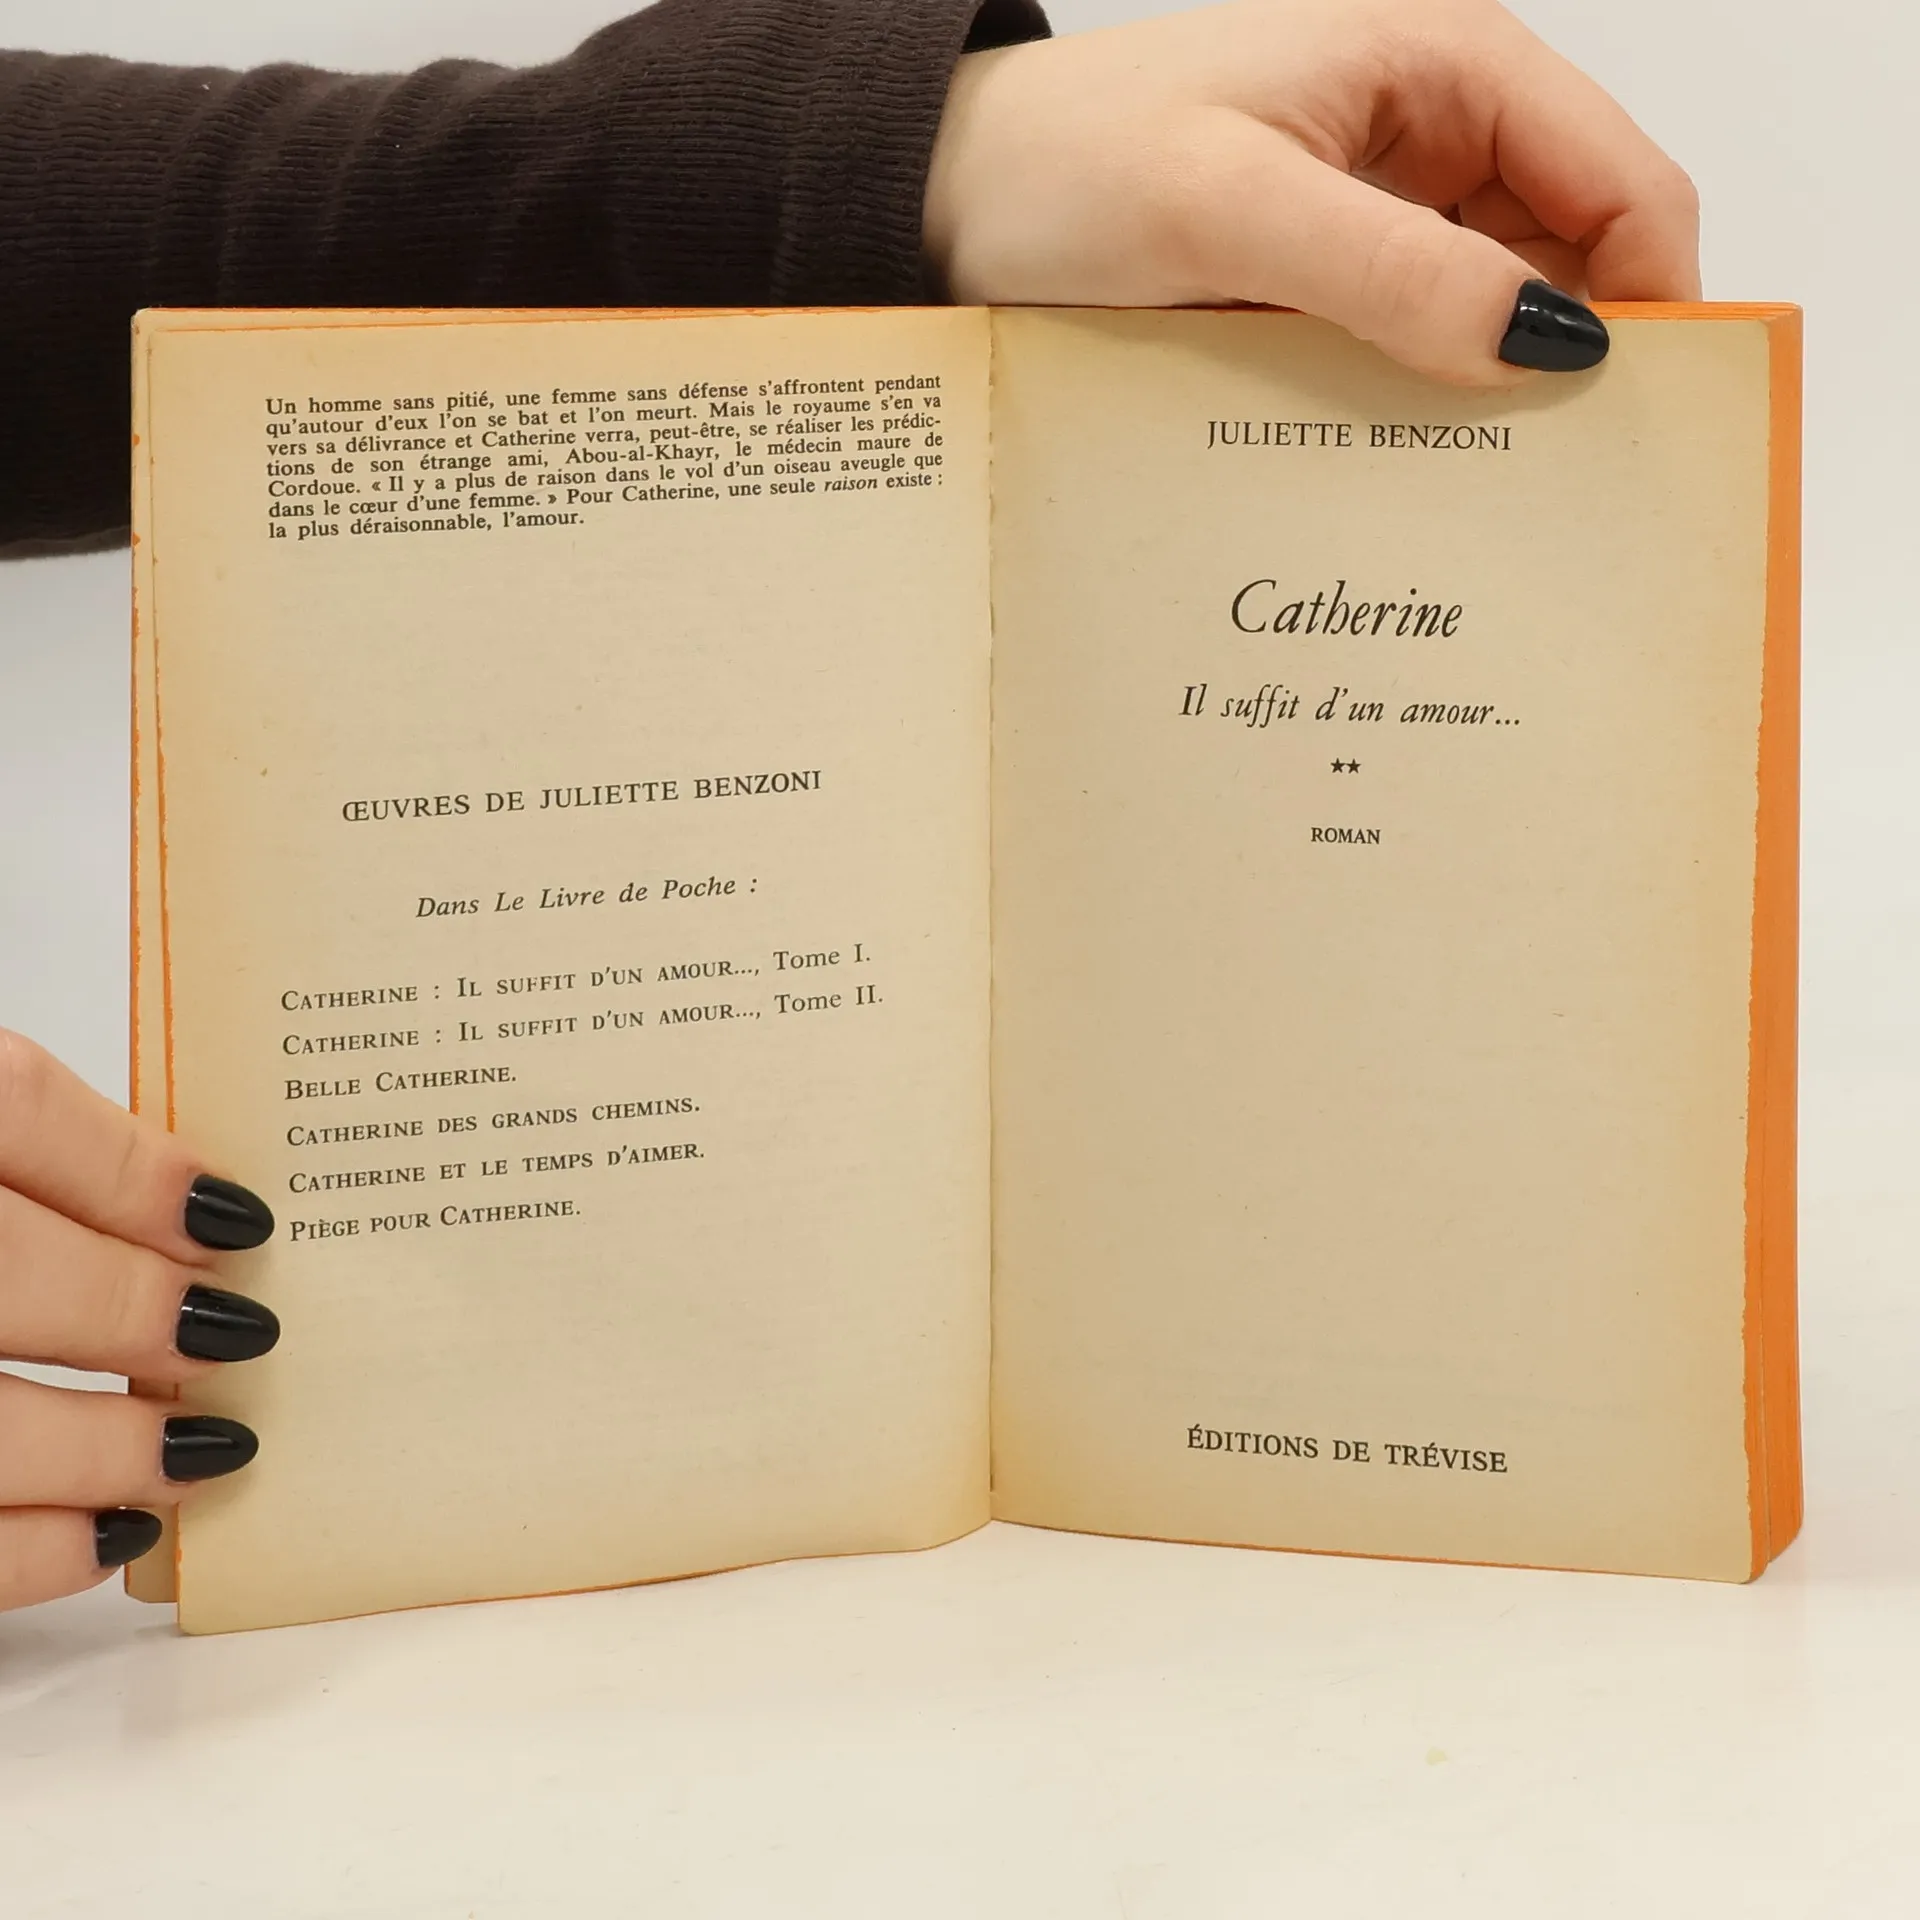 Un homme sans pitié, une femme sans défense s'affrontent pendant
qu'autour d'eux l'on se bat et l'on meurt. Mais le royaume s'en va
vers sa délivrance et Catherine verra, peut-être, se réaliser les prédic-
tions de son étrange ami, Abou-al-Khayr, le médecin maure de
Cordoue. « Il y a plus de raison dans le vol d'un oiseau aveugle que
dans le cœur d'une femme. » Pour Catherine, une seule raison existe :
la plus déraisonnable, l'amour.
ŒUVRES DE JULIETTE BENZONI
Dans Le Livre de Poche :
CATHERINE : IL SUFFIT D'UN AMOUR..., Tome I.
CATHERINE : IL SUFFIT D'UN AMOUR..., Tome II.
BELLE CATHERINE.
CATHERINE DES GRANDS CHEMINS.
CATHERINE ET LE TEMPS D'AIMER.
PIÈGE POUR CATHERINE.
JULIETTE BENZONI
Catherine
Il suffit d'un amour...
★★
ROMAN
ÉDITIONS DE TRÉVISE